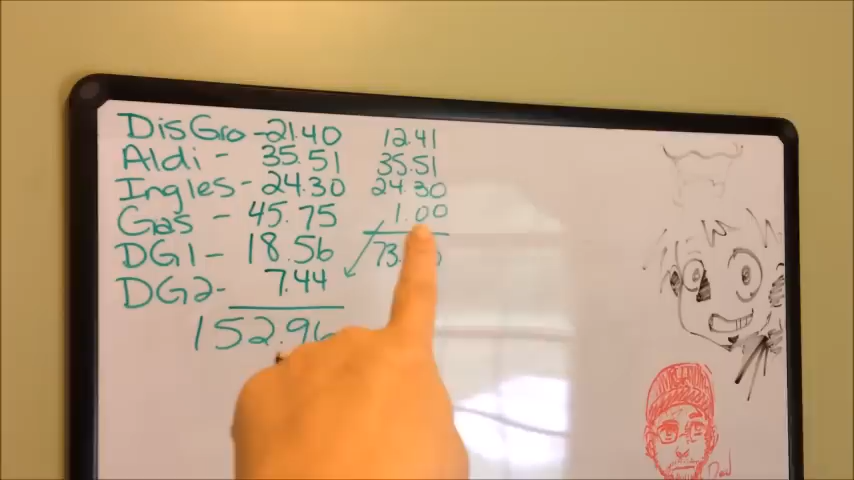 DisGro - 21.40 12.41
Aldi - 35.51 35.51
Ingles - 24.30 24.30
Gas - 45.75 1.00
DG1 - 18.56
DG2 - 7.44
152.96